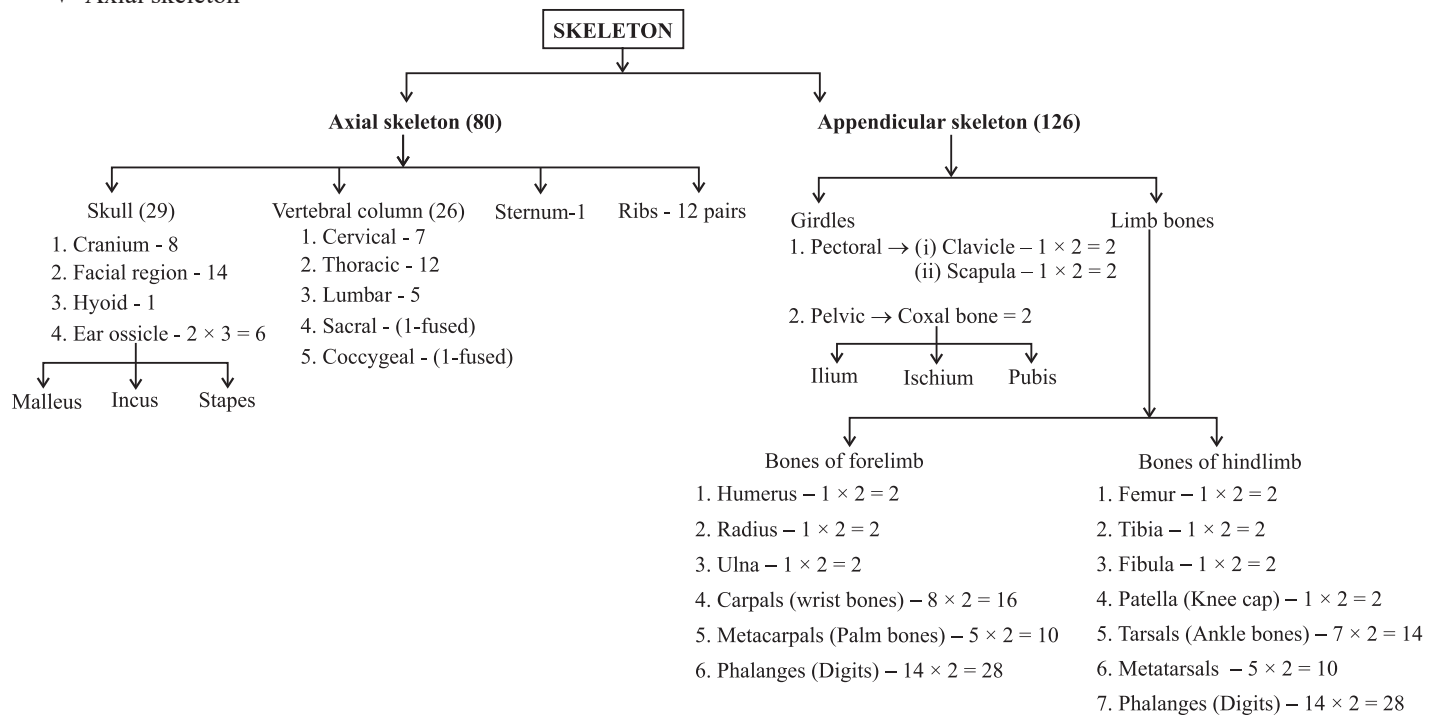 Axial skeleton
SKELETON
Axial skeleton (80)
Appendicular skeleton (126)
Skull (29)
1. Cranium - 8
2. Facial region - 14
3. Hyoid - 1
4. Ear ossicle - 2 × 3 = 6
Malleus
Incus
Stapes
Vertebral column (26)
1. Cervical - 7
2. Thoracic - 12
3. Lumbar - 5
4. Sacral - (1-fused)
5. Coccygeal - (1-fused)
Sternum-1
Ribs - 12 pairs
Girdles
1. Pectoral → (i) Clavicle – 1 × 2 = 2
(ii) Scapula – 1 × 2 = 2
2. Pelvic → Coxal bone = 2
Ilium
Ischium
Pubis
Limb bones
Bones of forelimb
1. Humerus – 1 × 2 = 2
2. Radius – 1 × 2 = 2
3. Ulna – 1 × 2 = 2
4. Carpals (wrist bones) – 8 × 2 = 16
5. Metacarpals (Palm bones) – 5 × 2 = 10
6. Phalanges (Digits) – 14 × 2 = 28
Bones of hindlimb
1. Femur – 1 × 2 = 2
2. Tibia – 1 × 2 = 2
3. Fibula – 1 × 2 = 2
4. Patella (Knee cap) – 1 × 2 = 2
5. Tarsals (Ankle bones) – 7 × 2 = 14
6. Metatarsals – 5 × 2 = 10
7. Phalanges (Digits) – 14 × 2 = 28